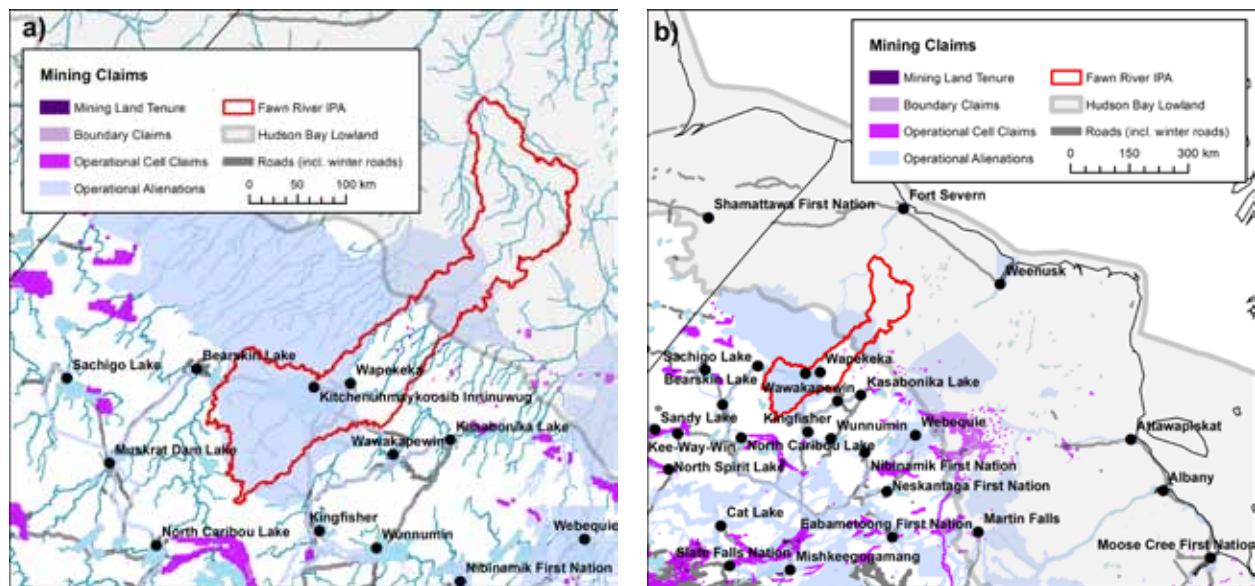 a)
Mining Claims
Mining Land Tenure
Fawn River IPA
Boundary Claims
Hudson Bay Lowland
Operational Cell Claims
Roads (incl. winter roads)
Operational Alienations
0 50 100 km
Sachigo Lake
Bearskin Lake
Wapekeka
Kitchenuhmaykoosib Inninuwug
Muskrat Dam Lake
Wawakapewin
Kasabonika Lake
North Caribou Lake
Kingfisher
Wunnumin
Webequie
Nibinamik First Nation
b)
Mining Claims
Mining Land Tenure
Fawn River IPA
Boundary Claims
Hudson Bay Lowland
Operational Cell Claims
Roads (incl. winter roads)
Operational Alienations
0 150 300 km
Shamattawa First Nation
Fort Severn
Weenusk
Sachigo Lake
Wapekeka
Bearskin Lake
Wawakapewin
Kasabonika Lake
Sandy Lake
Kingfisher
Wunnumin
Webequie
Attawapiskat
Kee-Way-Win
North Caribou Lake
North Spirit Lake
Nibinamik First Nation
Neskantaga First Nation
Albany
Cat Lake
Eabametoong First Nation
Martin Falls
Slate Falls Nation
Mishkeegogamang
Moose Cree First Nation